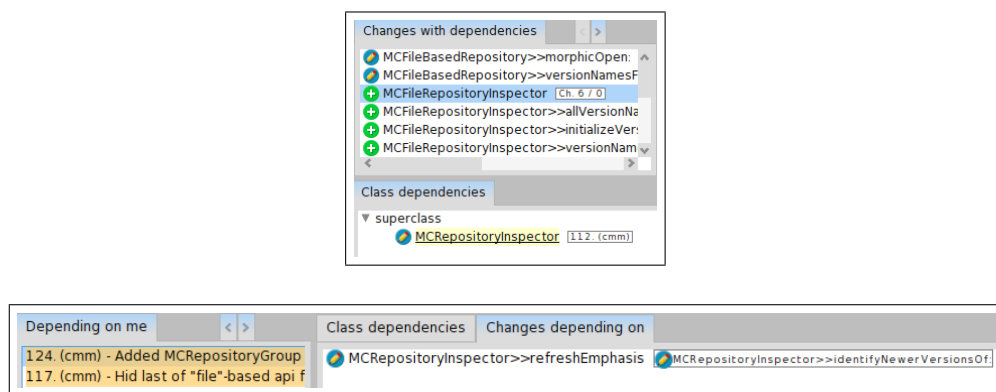 Changes with dependencies
MCFileBasedRepository>>morphicOpen:
MCFileBasedRepository>>versionNamesF
MCFileRepositoryInspector Ch. 6 / 0
MCFileRepositoryInspector>>allVersionNa
MCFileRepositoryInspector>>initializeVers
MCFileRepositoryInspector>>versionNam
Class dependencies
superclass
MCRepositoryInspector 112. (cmm)
Depending on me
124. (cmm) - Added MCRepositoryGroup
117. (cmm) - Hid last of "file"-based api f
Class dependencies Changes depending on
MCRepositoryInspector>>refreshEmphasis MCRepositoryInspector>>identifyNewerVersionsOf: